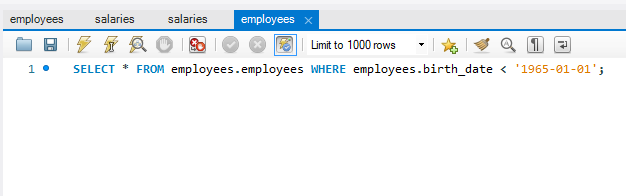 employees salaries salaries employees
Limit to 1000 rows
1 SELECT * FROM employees.employees WHERE employees.birth_date < '1965-01-01';